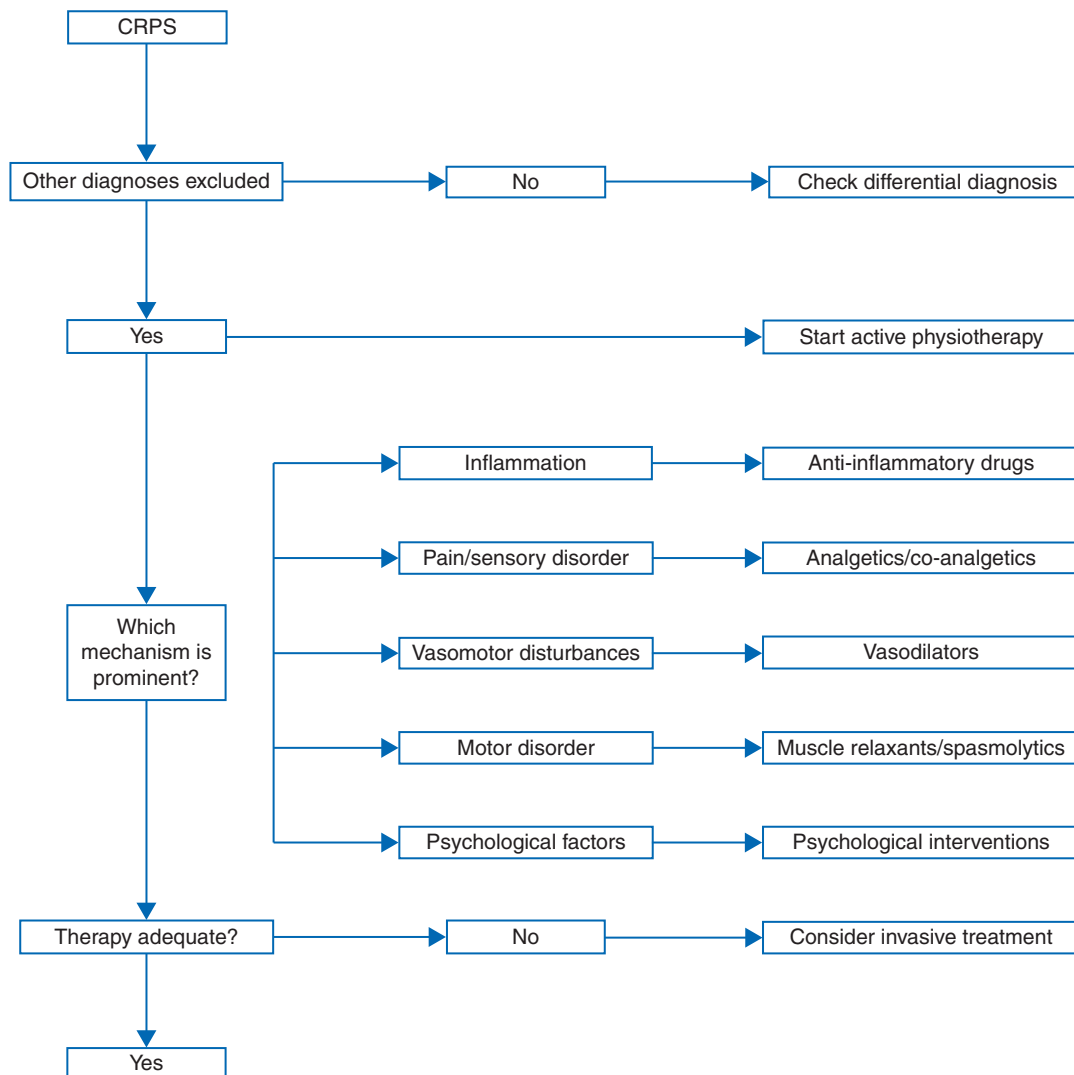 CRPS
Other diagnoses excluded
No
Check differential diagnosis
Yes
Start active physiotherapy
Inflammation
Anti-inflammatory drugs
Pain/sensory disorder
Analgetics/co-analgetics
Which
mechanism is
prominent?
Vasomotor disturbances
Vasodilators
Motor disorder
Muscle relaxants/spasmolytics
Psychological factors
Psychological interventions
Therapy adequate?
No
Consider invasive treatment
Yes